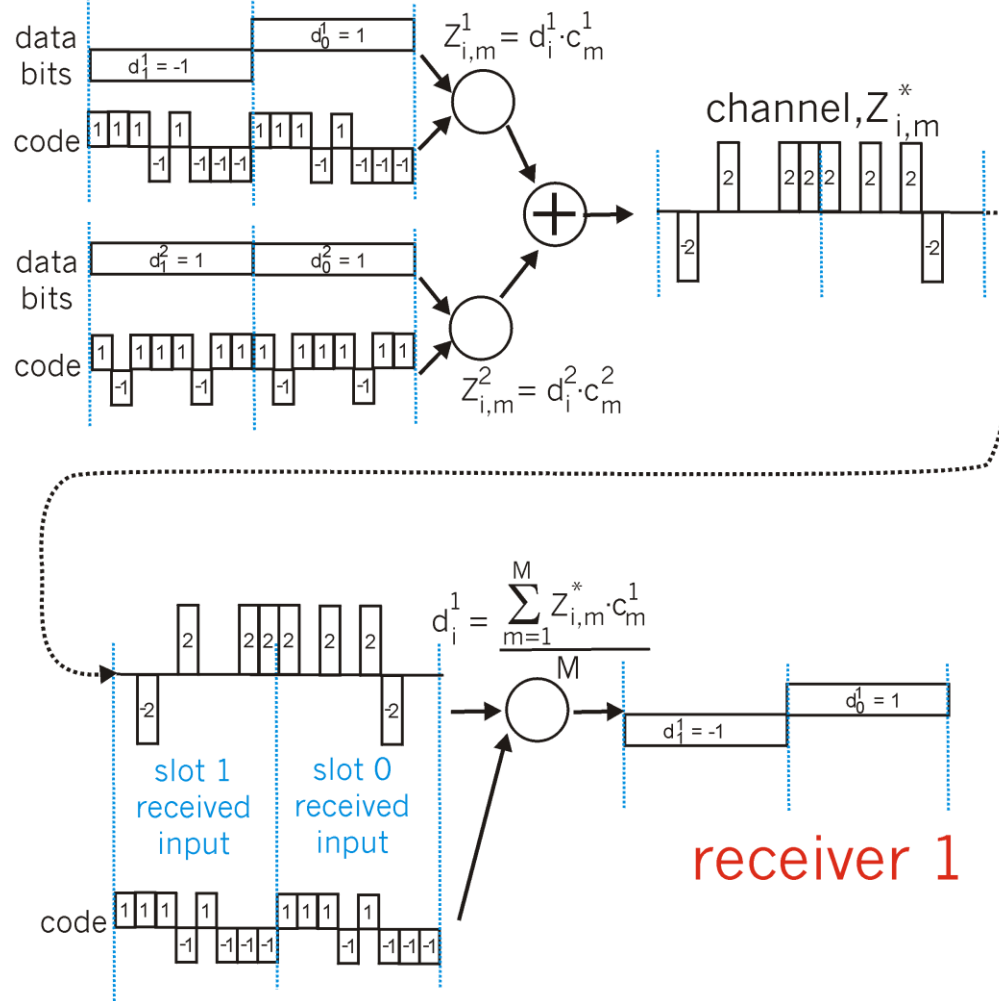 data
bits
d₁¹ = -1
d₀¹ = 1
code
1 1 1 -1 1 -1 -1 -1 1 1 1 -1 1 -1 -1 -1
Z¹i,m = d¹i·c¹m
data
bits
d₁² = 1
d₀² = 1
code
1 -1 1 1 1 -1 1 1 1 -1 1 1 1 -1 1 1
Z²i,m = d²i·c²m
+
channel, Z*i,m
-2 2 2 2 2 2 2 -2
-2 2 2 2 2 2 2 -2
slot 1
received
input
slot 0
received
input
code
1 1 1 -1 1 -1 -1 -1 1 1 1 -1 1 -1 -1 -1
M
d¹i = Σ Z*i,m·c¹m
m=1
M
d₁¹ = -1
d₀¹ = 1
receiver 1